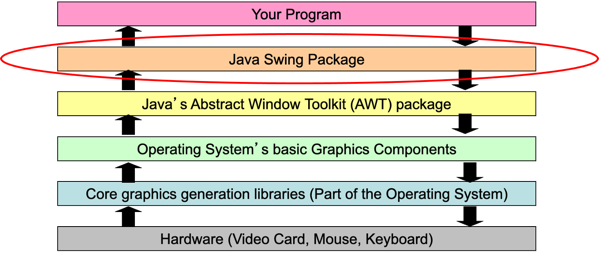 Your Program
Java Swing Package
Java's Abstract Window Toolkit (AWT) package
Operating System's basic Graphics Components
Core graphics generation libraries (Part of the Operating System)
Hardware (Video Card, Mouse, Keyboard)